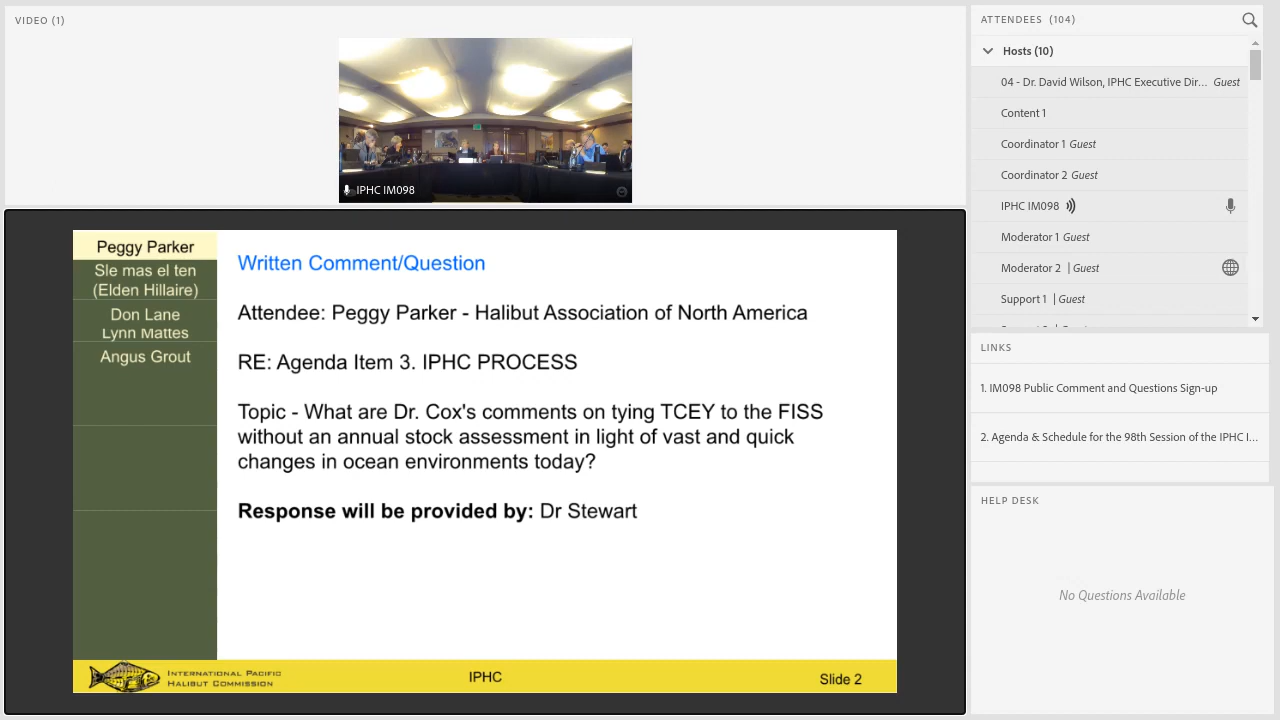 VIDEO (1)
IPHC IM098
Peggy Parker
Sle mas el ten
(Elden Hillaire)
Don Lane
Lynn Mattes
Angus Grout
Written Comment/Question
Attendee: Peggy Parker - Halibut Association of North America
RE: Agenda Item 3. IPHC PROCESS
Topic - What are Dr. Cox's comments on tying TCEY to the FISS
without an annual stock assessment in light of vast and quick
changes in ocean environments today?
Response will be provided by: Dr Stewart
INTERNATIONAL PACIFIC
HALIBUT COMMISSION
IPHC
Slide 2
ATTENDEES (104)
Hosts (10)
04 - Dr. David Wilson, IPHC Executive Dir... Guest
Content 1
Coordinator 1 Guest
Coordinator 2 Guest
IPHC IM098
Moderator 1 Guest
Moderator 2 | Guest
Support 1 | Guest
LINKS
1. IM098 Public Comment and Questions Sign-up
2. Agenda & Schedule for the 98th Session of the IPHC I...
HELP DESK
No Questions Available